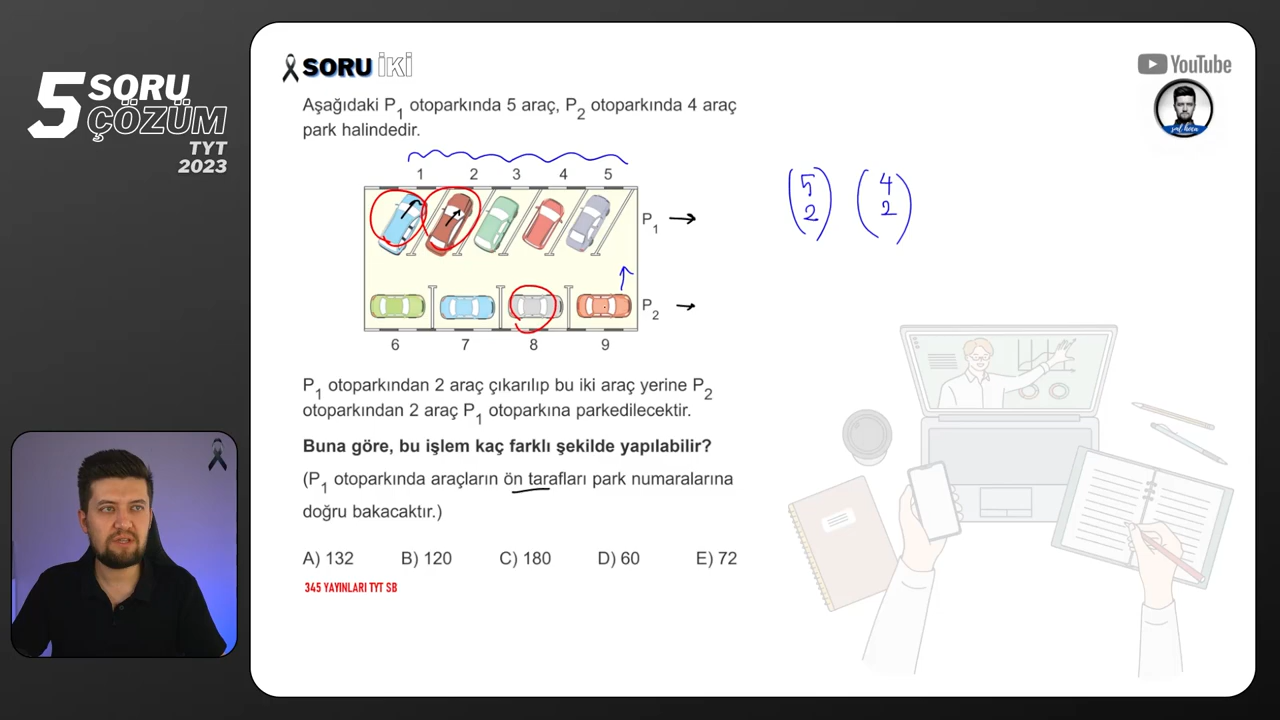 5 SORU
ÇÖZÜM
TYT
2023
SORU İKİ
YouTube
Aşağıdaki P1 otoparkında 5 araç, P2 otoparkında 4 araç
park halindedir.
1 2 3 4 5
P1
P2
6 7 8 9
(5 2) (4 2)
P1 otoparkından 2 araç çıkarılıp bu iki araç yerine P2
otoparkından 2 araç P1 otoparkına parkedilecektir.
Buna göre, bu işlem kaç farklı şekilde yapılabilir?
(P1 otoparkında araçların ön tarafları park numaralarına
doğru bakacaktır.)
A) 132 B) 120 C) 180 D) 60 E) 72
345 YAYINLARI TYT SB